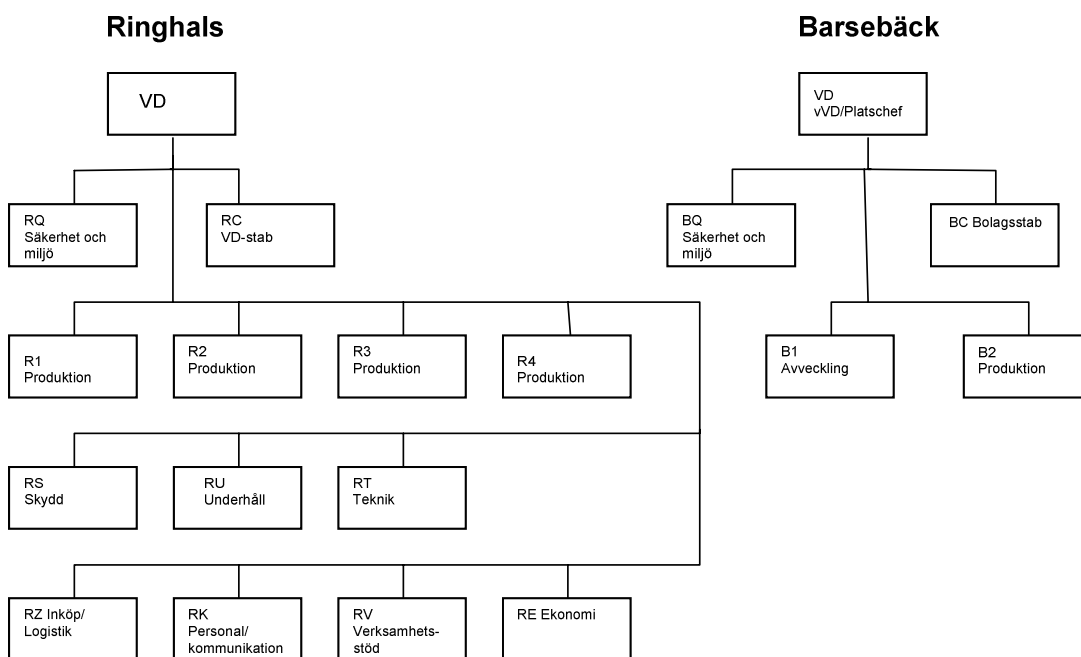 Ringhals
Barsebäck
VD
VD
vVD/Platschef
RQ
Säkerhet och
miljö
RC
VD-stab
BQ
Säkerhet och
miljö
BC Bolagsstab
R1
Produktion
R2
Produktion
R3
Produktion
R4
Produktion
B1
Avveckling
B2
Produktion
RS
Skydd
RU
Underhåll
RT
Teknik
RZ Inköp/
Logistik
RK
Personal/
kommunikation
RV
Verksamhets-
stöd
RE Ekonomi